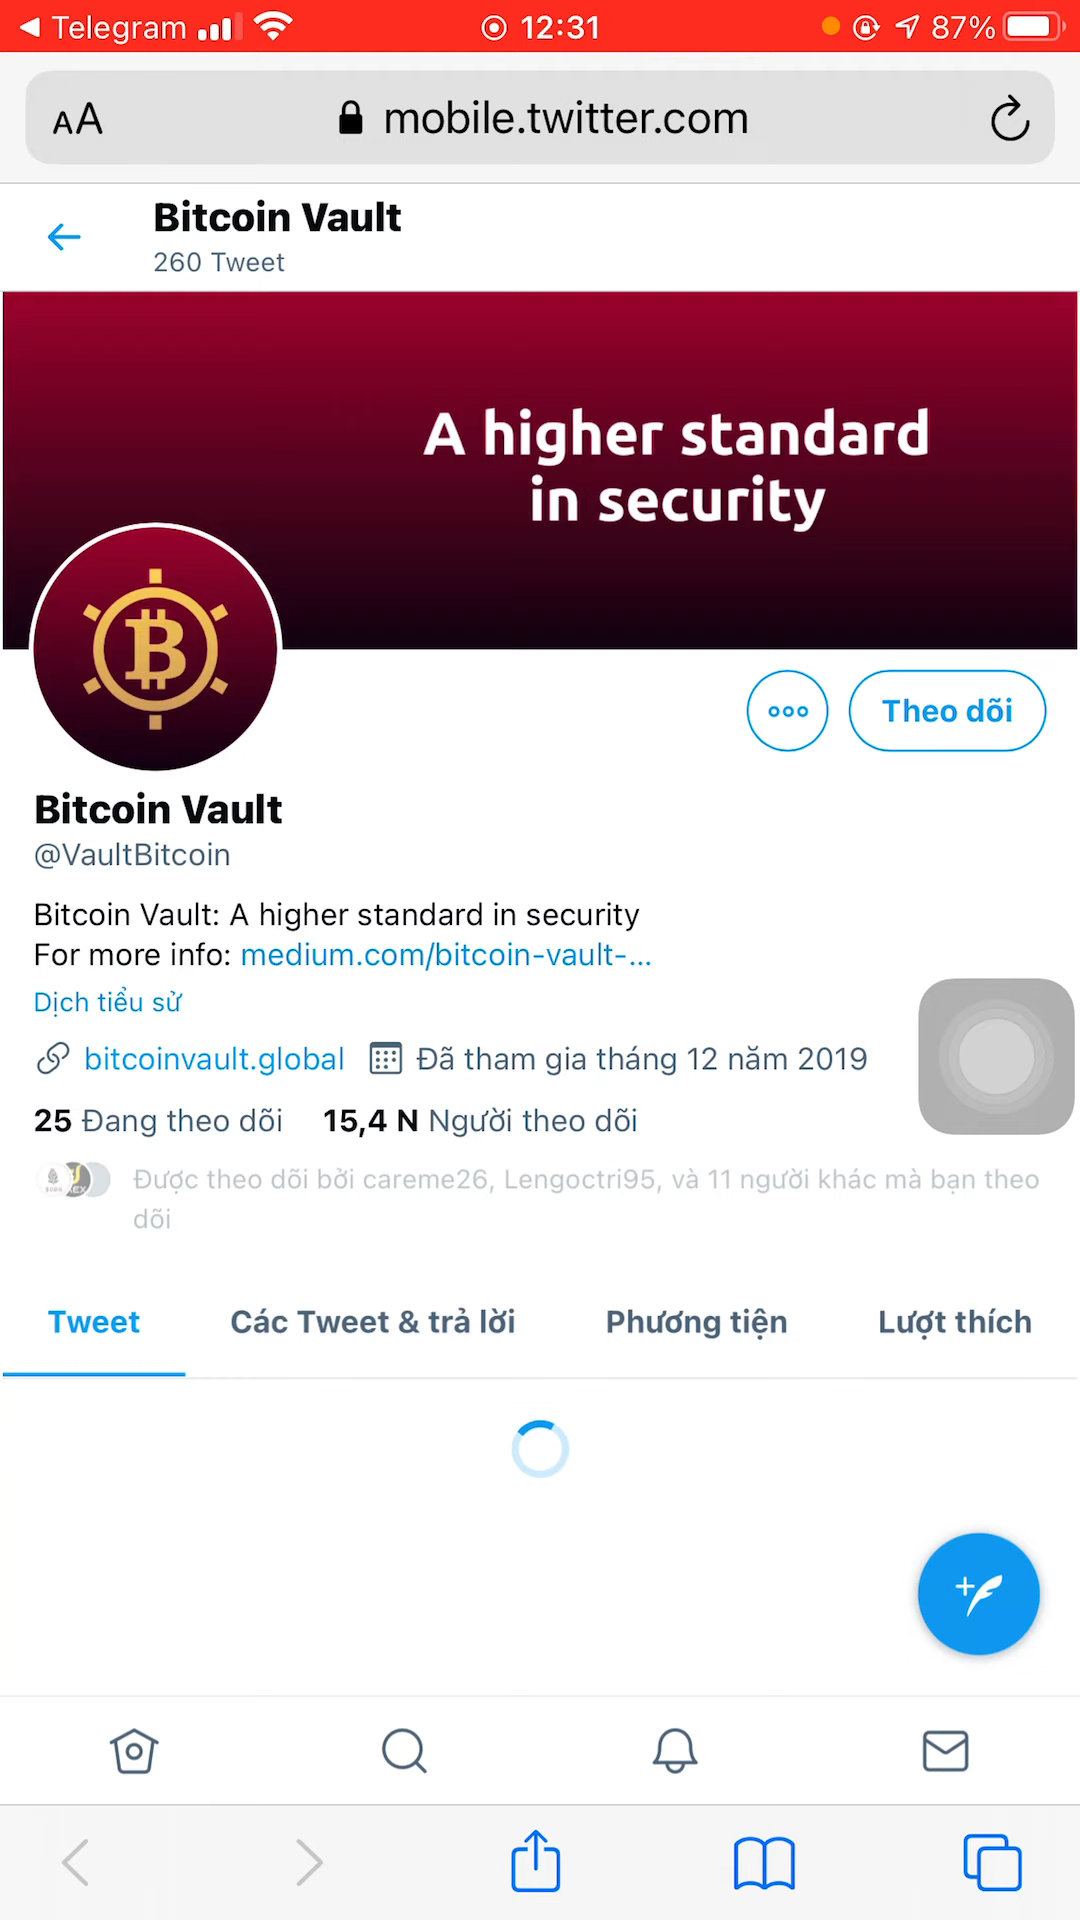 Telegram 12:31 87%
AA mobile.twitter.com
Bitcoin Vault
260 Tweet
A higher standard
in security
Theo dõi
Bitcoin Vault
@VaultBitcoin
Bitcoin Vault: A higher standard in security
For more info: medium.com/bitcoin-vault-...
Dịch tiểu sử
bitcoinvault.global Đã tham gia tháng 12 năm 2019
25 Đang theo dõi 15,4 N Người theo dõi
Được theo dõi bởi careme26, Lengoctri95, và 11 người khác mà bạn theo
dõi
Tweet Các Tweet & trả lời Phương tiện Lượt thích